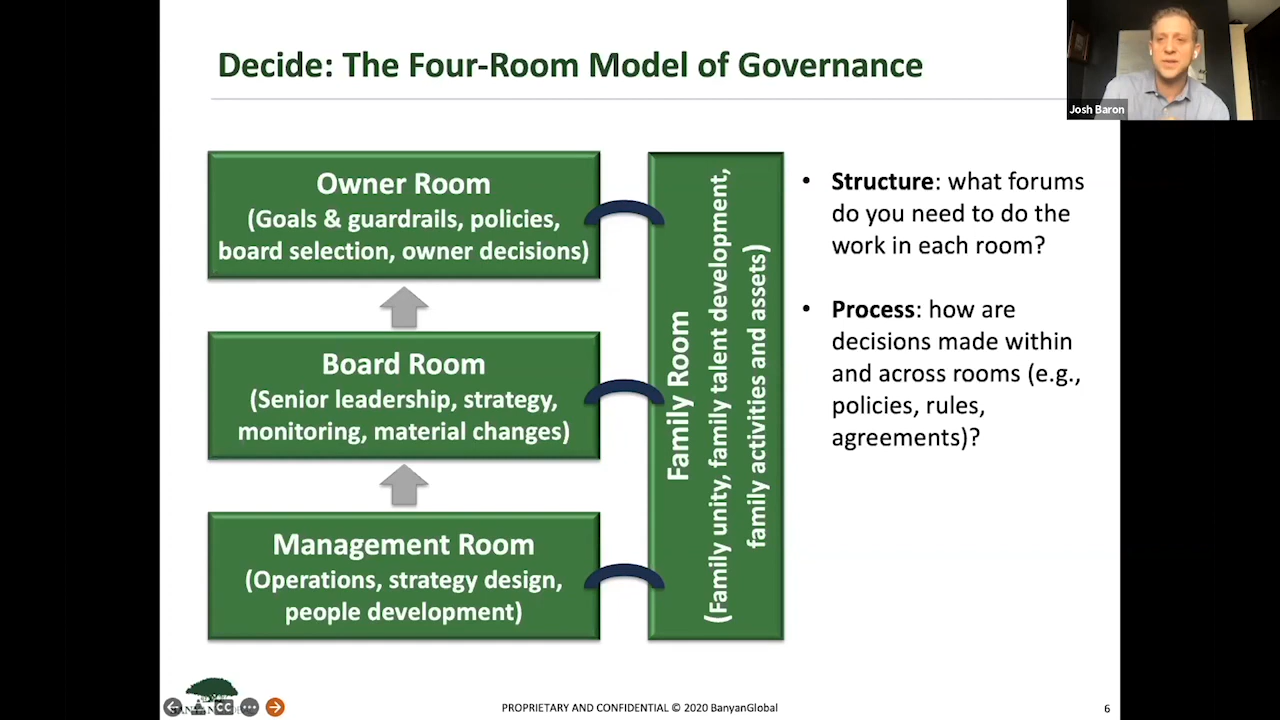 Decide: The Four-Room Model of Governance
Josh Baron
Owner Room
(Goals & guardrails, policies,
board selection, owner decisions)
Board Room
(Senior leadership, strategy,
monitoring, material changes)
Management Room
(Operations, strategy design,
people development)
Family Room
(Family unity, family talent development,
family activities and assets)
• Structure: what forums
do you need to do the
work in each room?
• Process: how are
decisions made within
and across rooms (e.g.,
policies, rules,
agreements)?
CC
PROPRIETARY AND CONFIDENTIAL © 2020 BanyanGlobal
6